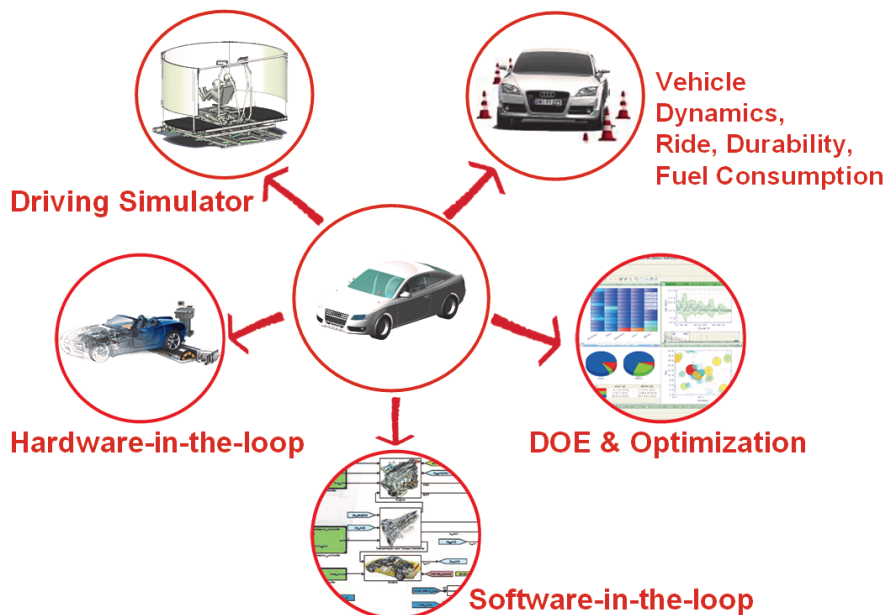 Vehicle
Dynamics,
Ride, Durability,
Fuel Consumption
Driving Simulator
Hardware-in-the-loop
DOE & Optimization
Software-in-the-loop